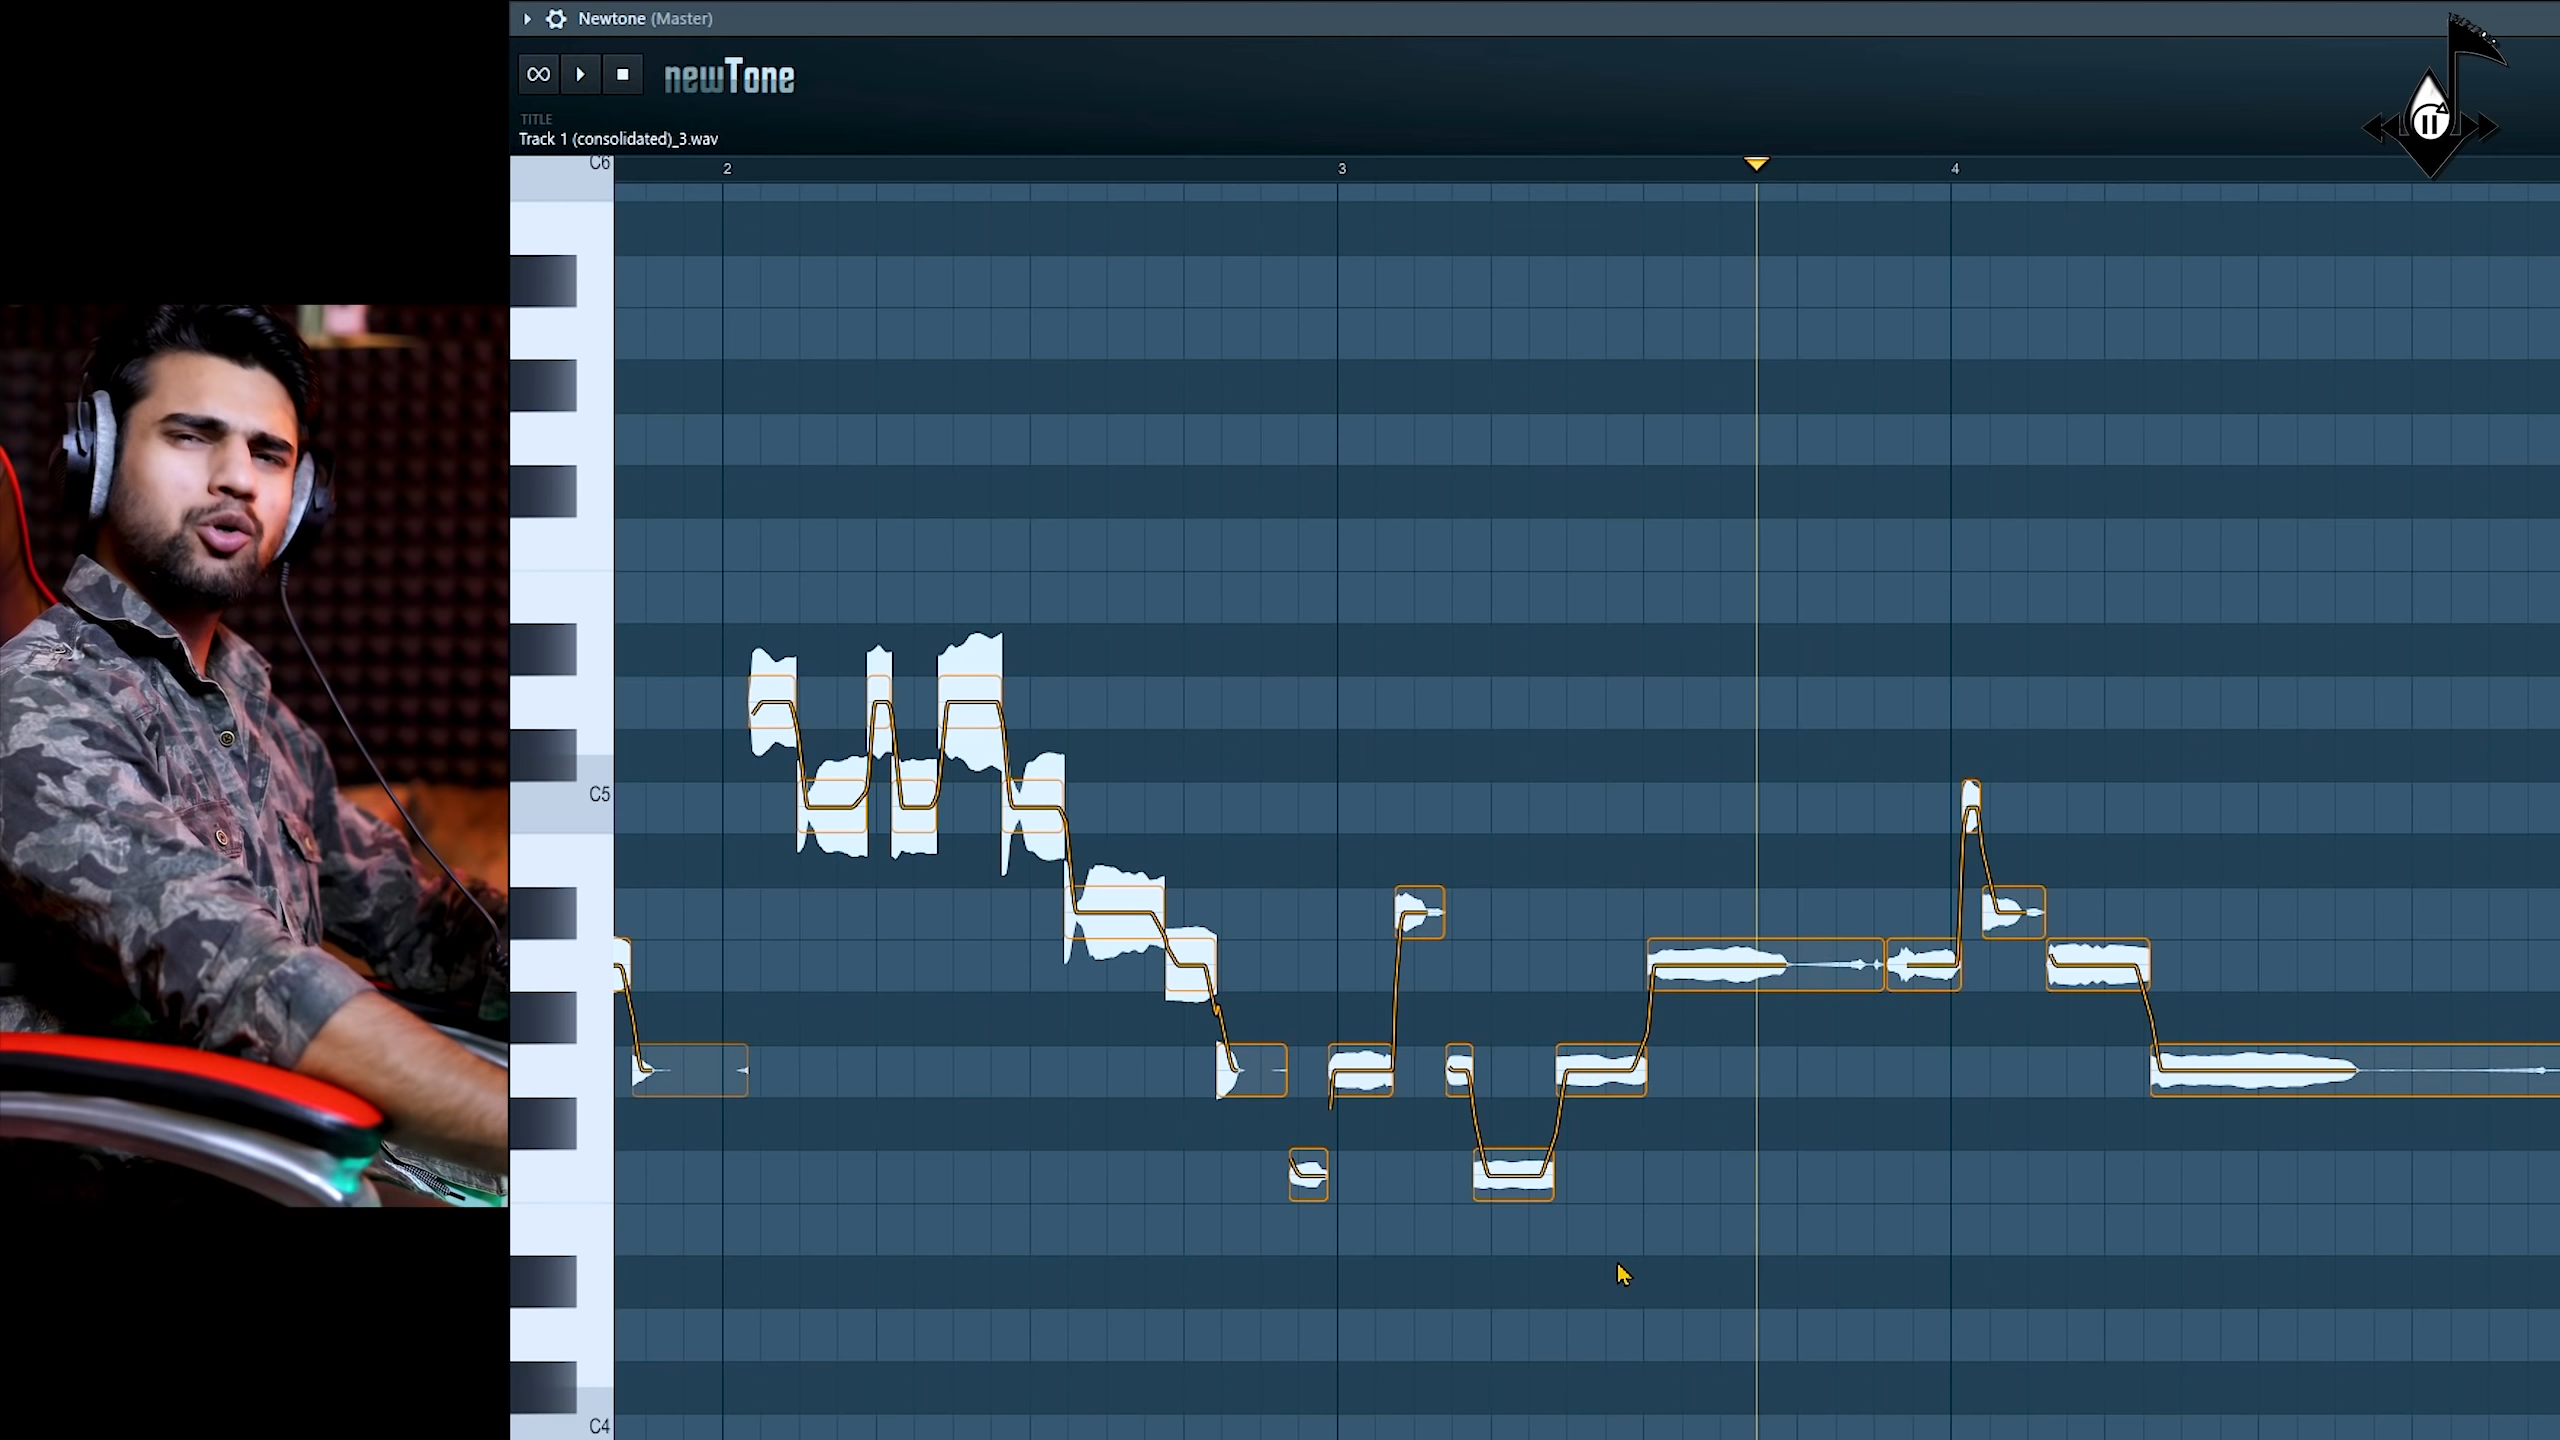 Newtone (Master)
newTone
TITLE
Track 1 (consolidated)_3.wav
2 3 4
C6
C5
C4